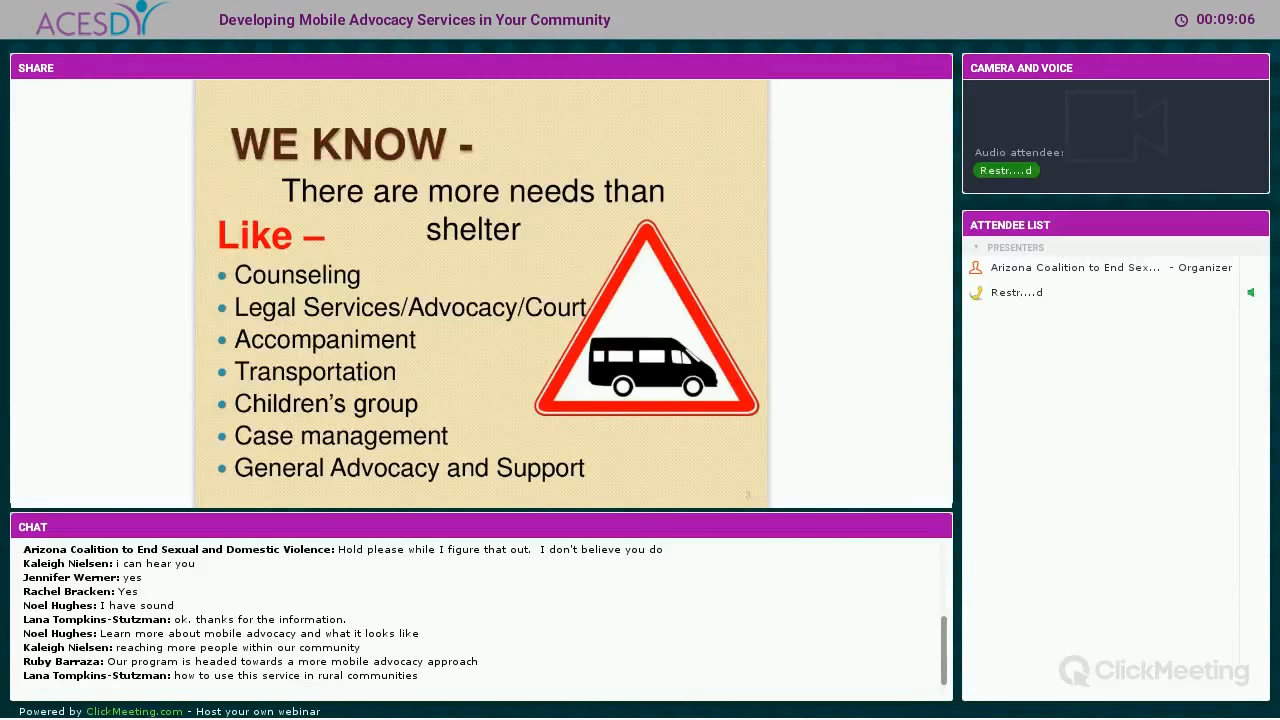 ACESDV
Developing Mobile Advocacy Services in Your Community
00:09:06
SHARE
WE KNOW -
There are more needs than
shelter
Like –
• Counseling
• Legal Services/Advocacy/Court
• Accompaniment
• Transportation
• Children’s group
• Case management
• General Advocacy and Support
3
CAMERA AND VOICE
Audio attendee:
Restr....d
ATTENDEE LIST
PRESENTERS
Arizona Coalition to End Sex... - Organizer
Restr....d
CHAT
Arizona Coalition to End Sexual and Domestic Violence: Hold please while I figure that out. I don't believe you do
Kaleigh Nielsen: i can hear you
Jennifer Werner: yes
Rachel Bracken: Yes
Noel Hughes: I have sound
Lana Tompkins-Stutzman: ok. thanks for the information.
Noel Hughes: Learn more about mobile advocacy and what it looks like
Kaleigh Nielsen: reaching more people within our community
Ruby Barraza: Our program is headed towards a more mobile advocacy approach
Lana Tompkins-Stutzman: how to use this service in rural communities
ClickMeeting
Powered by ClickMeeting.com - Host your own webinar